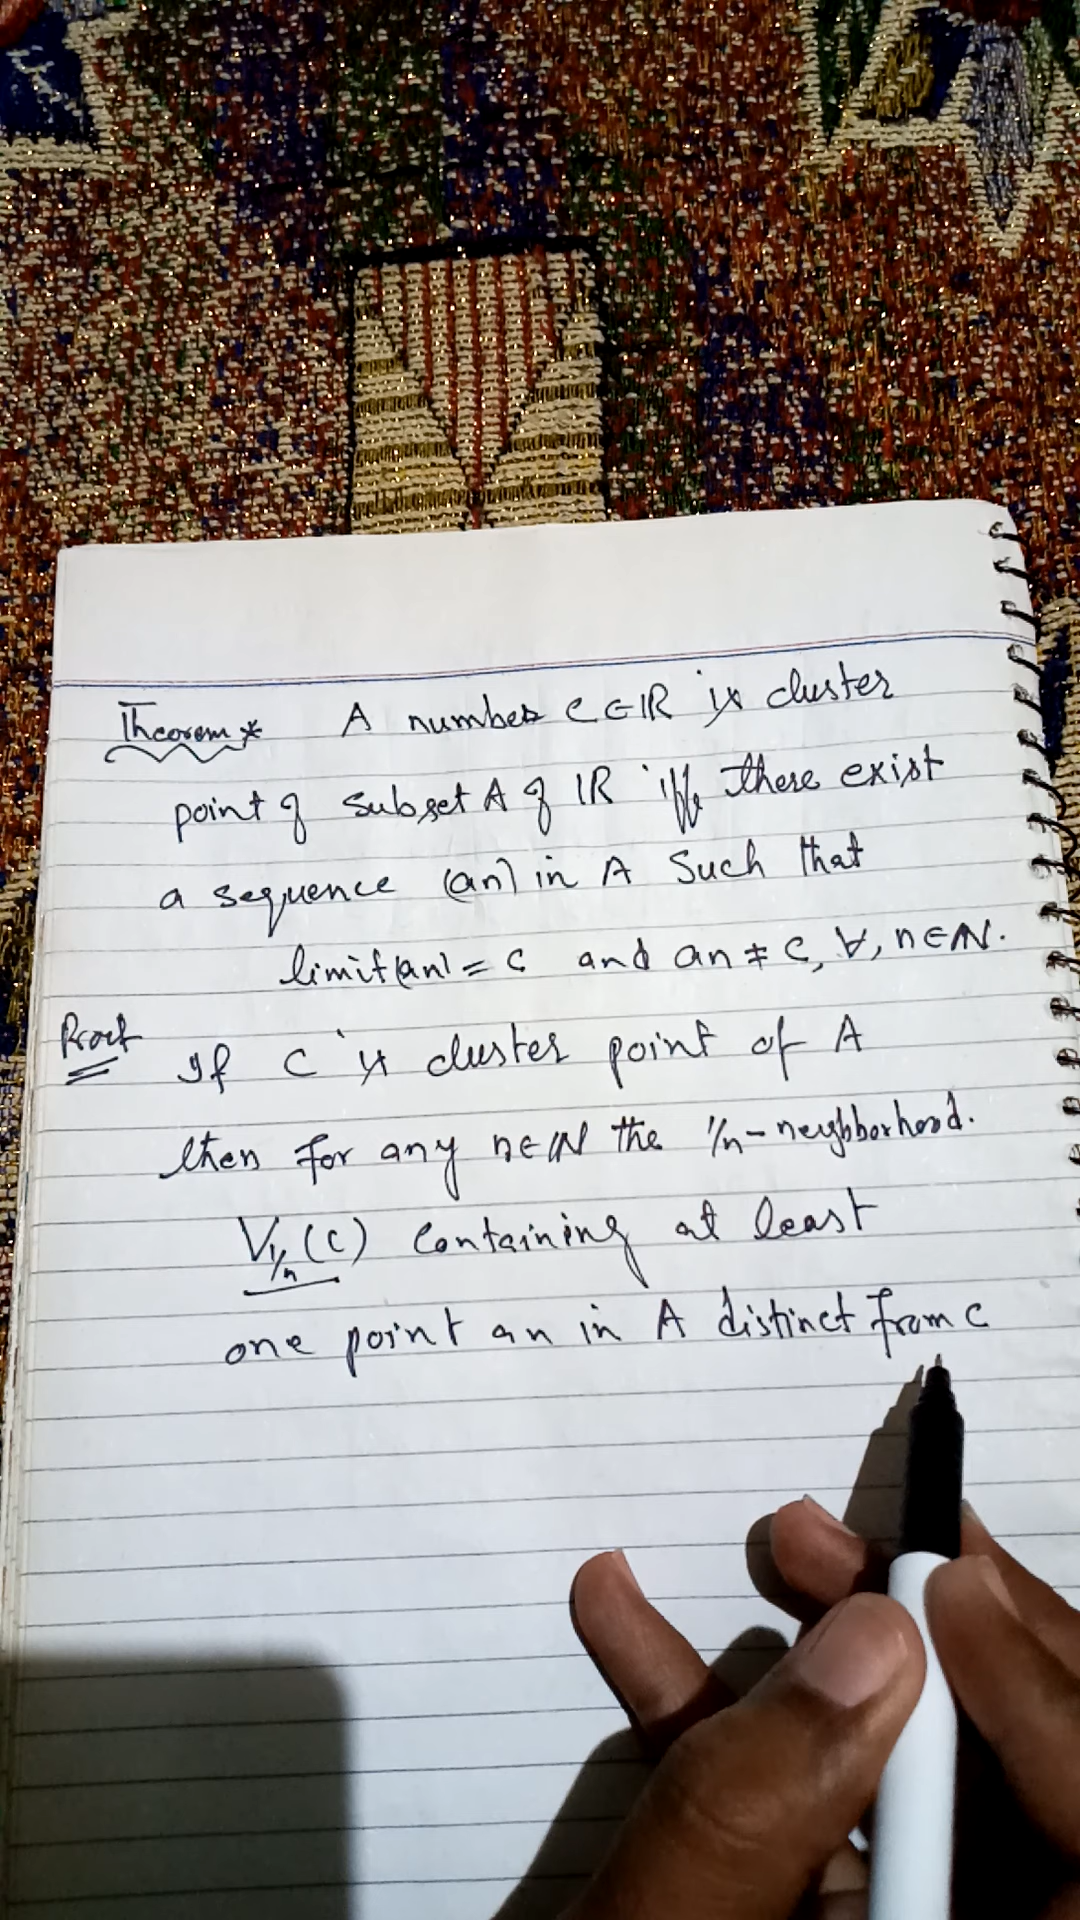 Theorem * A number C ∈ IR is cluster
point of subset A of IR iff there exist
a sequence (an) in A Such that
limit(an) = C and an ≠ C, ∀, n ∈ N.
Proof If C is cluster point of A
then for any n ∈ N the 1/n - neighborhood.
V1/n (C) Containing at least
one point an in A distinct from C